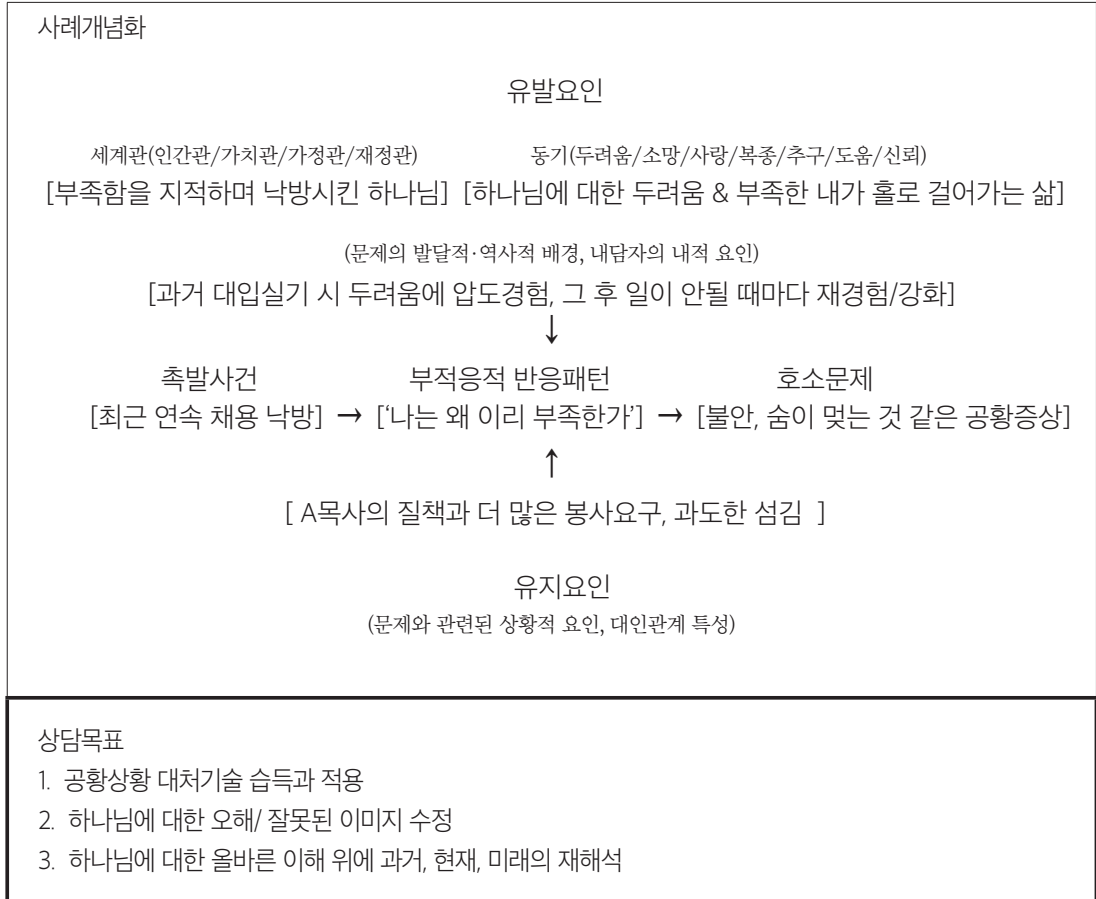 사례개념화
유발요인
세계관(인간관/가치관/가정관/재정관) 동기(두려움/소망/사랑/복종/추구/도움/신뢰)
[부족함을 지적하며 낙방시킨 하나님] [하나님에 대한 두려움 & 부족한 내가 홀로 걸어가는 삶]
(문제의 발달적·역사적 배경, 내담자의 내적 요인)
[과거 대입실기 시 두려움에 압도경험, 그 후 일이 안될 때마다 재경험/강화]
↓
촉발사건 부적응적 반응패턴 호소문제
[최근 연속 채용 낙방] → [‘나는 왜 이리 부족한가’] → [불안, 숨이 멎는 것 같은 공황증상]
↑
[ A목사의 질책과 더 많은 봉사요구, 과도한 섬김 ]
유지요인
(문제와 관련된 상황적 요인, 대인관계 특성)
상담목표
1. 공황상황 대처기술 습득과 적용
2. 하나님에 대한 오해/ 잘못된 이미지 수정
3. 하나님에 대한 올바른 이해 위에 과거, 현재, 미래의 재해석